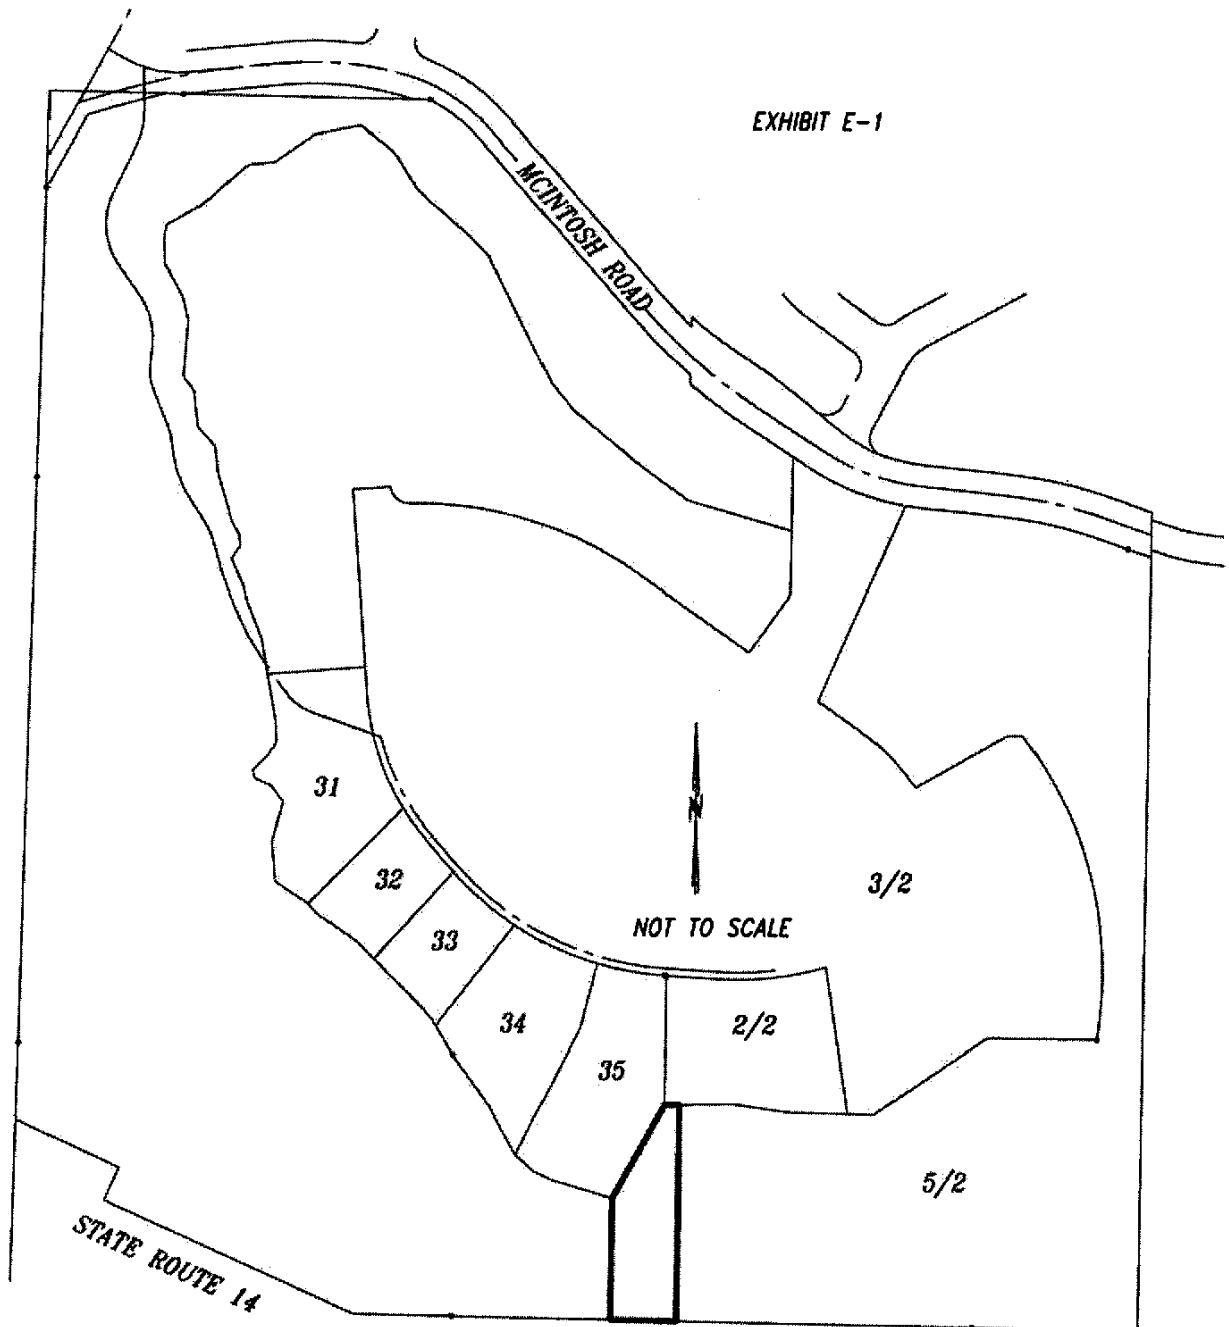 EXHIBIT E-1
MCINTOSH ROAD
31
N
32
3/2
NOT TO SCALE
33
34
2/2
35
5/2
STATE ROUTE 14